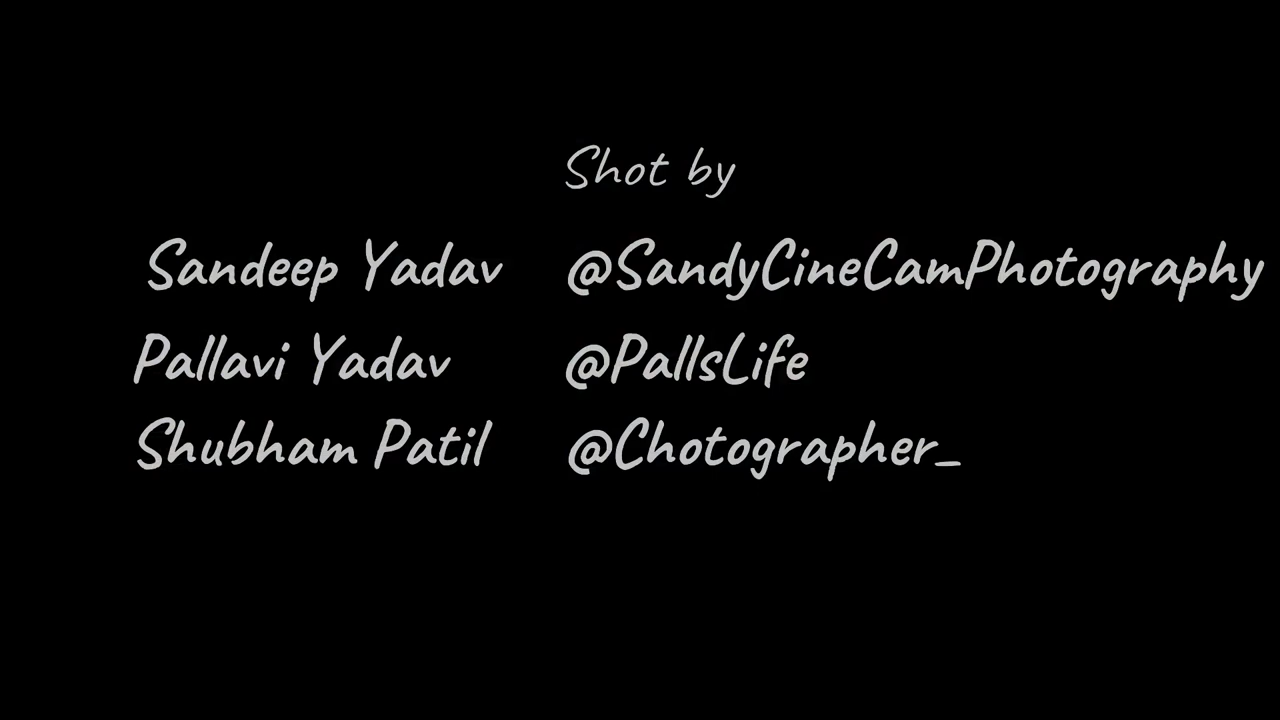 Shot by
Sandeep Yadav @SandyCineCamPhotography
Pallavi Yadav @PallsLife
Shubham Patil @Chotographer_